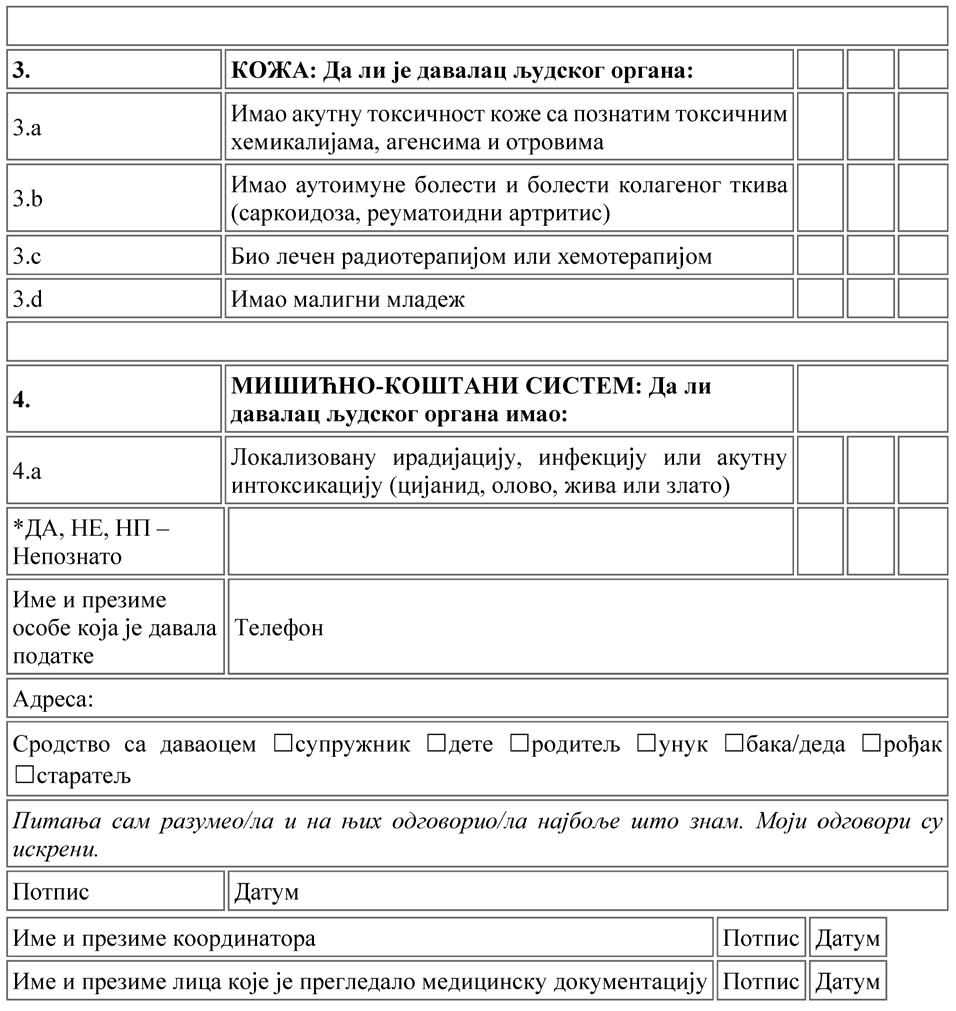 3. КОЖА: Да ли је давалац људског органа:
3.a Имао акутну токсичност коже са познатим токсичним
хемикалијама, агенсима и отровима
3.b Имао аутоимуне болести и болести колагеног ткива
(саркоидоза, реуматоидни артритис)
3.c Био лечен радиотерапијом или хемотерапијом
3.d Имао малигни младеж
4. МИШИЋНО-КОШТАНИ СИСТЕМ: Да ли
давалац људског органа имао:
4.a Локализовану ирадијацију, инфекцију или акутну
интоксикацију (цијанид, олово, жива или злато)
*ДА, НЕ, НП –
Непознато
Име и презиме
особе која је давала
податке
Телефон
Адреса:
Сродство са даваоцем ☐супружник ☐дете ☐родитељ ☐унук ☐бака/деда ☐рођак
☐старатељ
Питања сам разумео/ла и на њих одговорио/ла најбоље што знам. Моји одговори су
искрени.
Потпис Датум
Име и презиме координатора Потпис Датум
Име и презиме лица које је прегледало медицинску документацију Потпис Датум